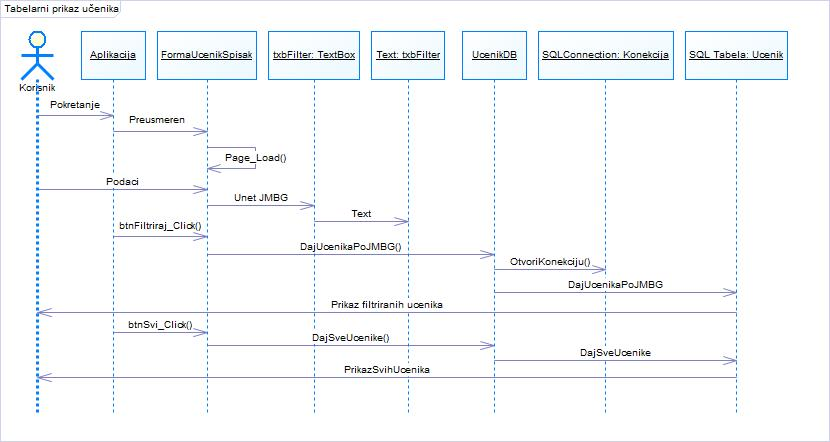 Tabelarni prikaz učenika
Korisnik
Aplikacija
FormaUcenikSpisak
txbFilter: TextBox
Text: txbFilter
UcenikDB
SQLConnection: Konekcija
SQL Tabela: Ucenik
Pokretanje
Preusmeren
Page_Load()
Podaci
Unet JMBG
Text
btnFiltriraj_Click()
DajUcenikaPoJMBG()
OtvoriKonekciju()
DajUcenikaPoJMBG
Prikaz filtriranih ucenika
btnSvi_Click()
DajSveUcenike()
DajSveUcenike
PrikazSvihUcenika